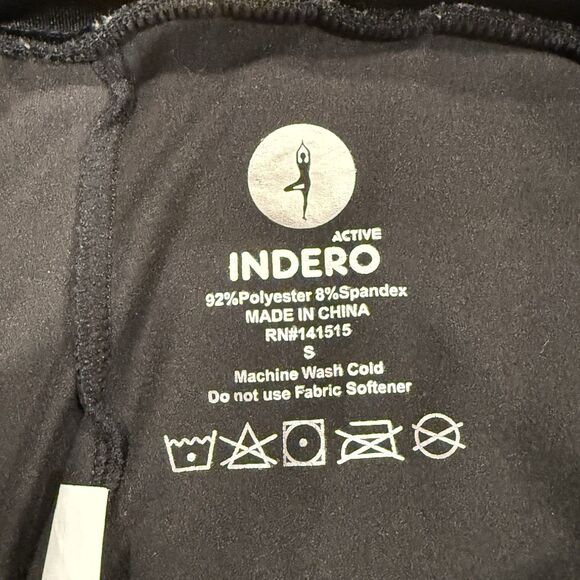 ACTIVE
INDERO
92%Polyester 8%Spandex
MADE IN CHINA
RN#141515
S
Machine Wash Cold
Do not use Fabric Softener